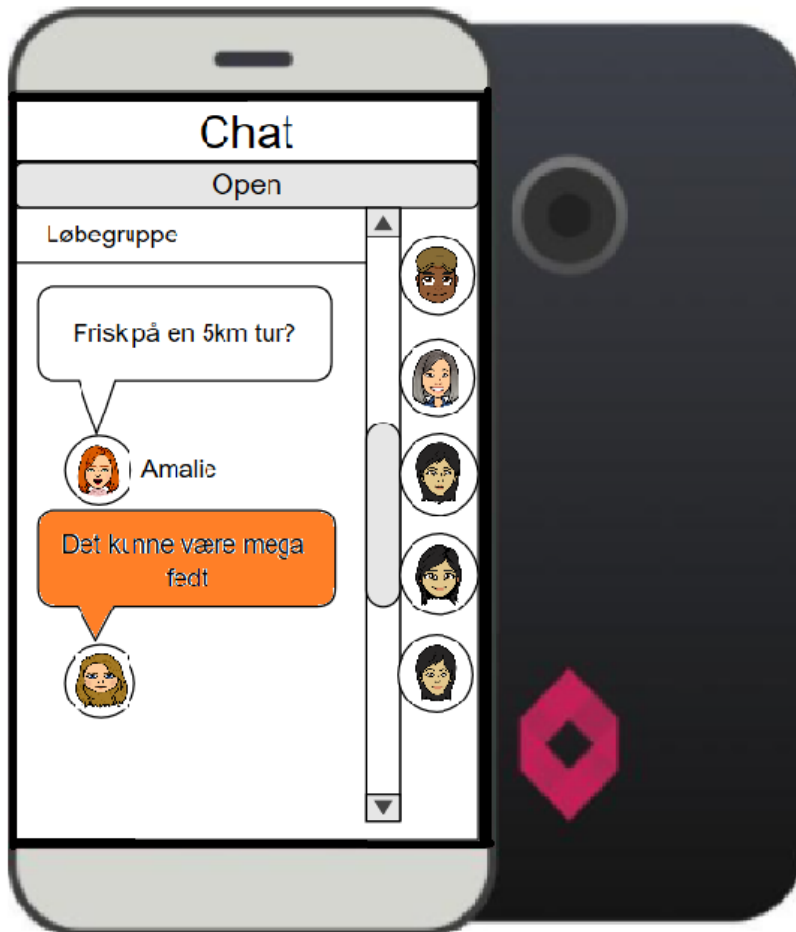 Chat
Open
Løbegruppe
Frisk på en 5km tur?
Amalie
Det kunne være mega
fedt